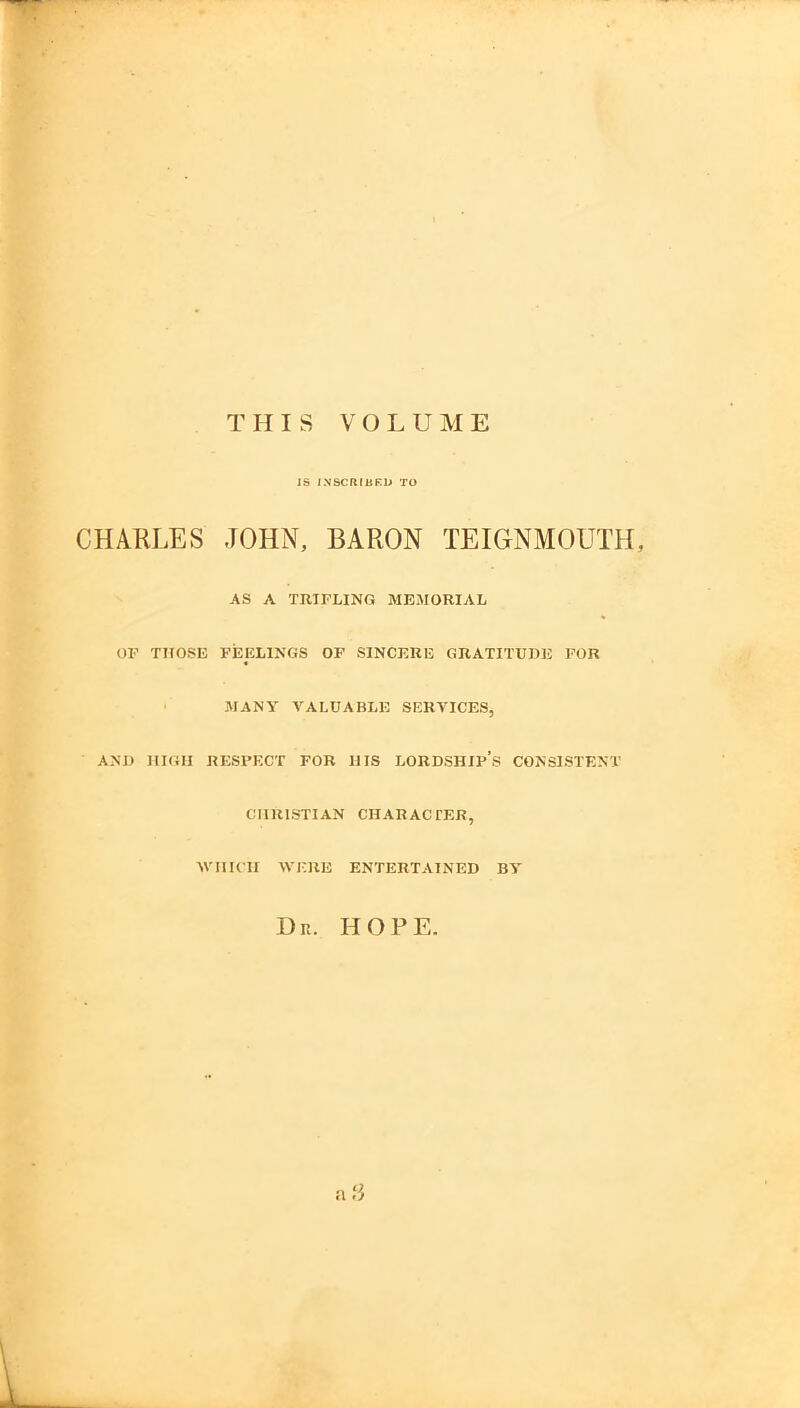 THIS VOLUME
IS INSCRIBED TO
CHARLES JOHN, BARON TEIGNMOUTH,
AS A TRIFLING MEMORIAL
OF THOSE FEELINGS OF SINCERE GRATITUDE FOR
MANY VALUABLE SERVICES,
AND HIGH RESPECT FOR HIS LORDSHIP'S CONSISTENT
CHRISTIAN CHARACTER,
WHICH WERE ENTERTAINED BY
DR. HOPE.
a3